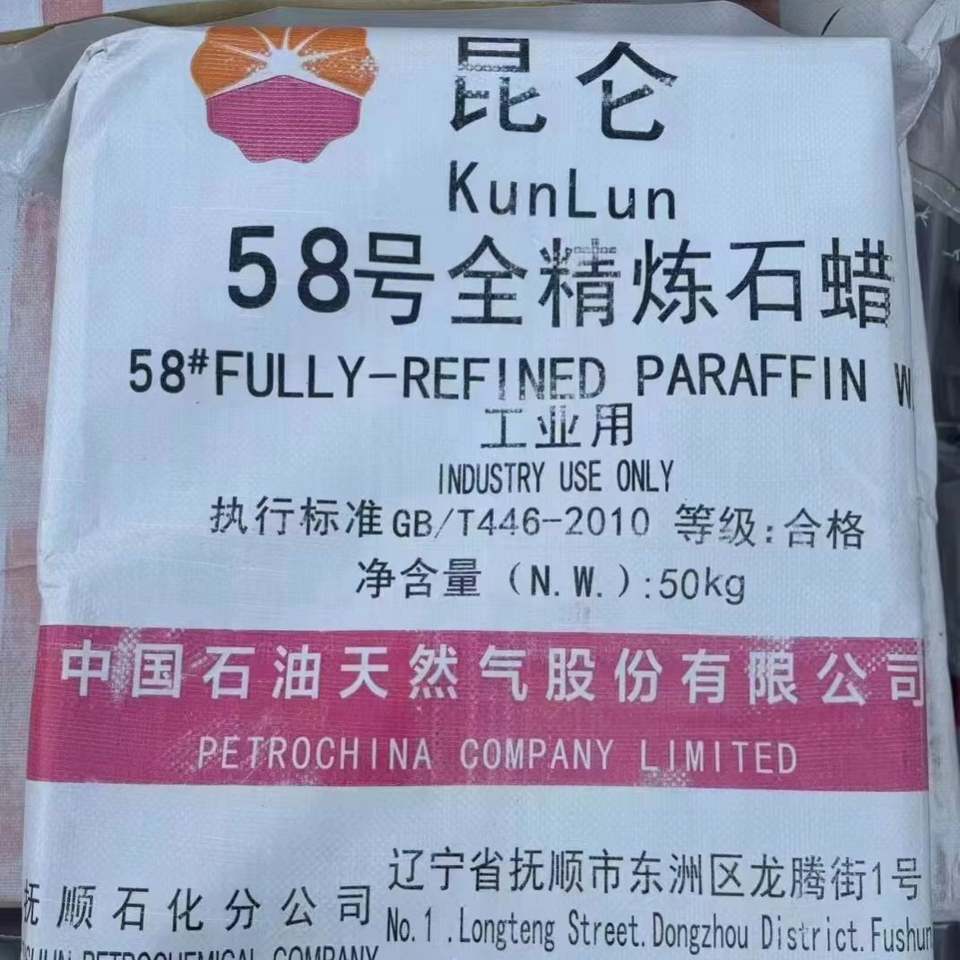 昆仑
KunLun
58号全精炼石蜡
58#FULLY-REFINED PARAFFIN
工业用
INDUSTRY USE ONLY
执行标准GB/T446-2010 等级:合格
净含量（N.W.）:50kg
中国石油天然气股份有限公司
PETROCHINA COMPANY LIMITED
抚顺石化分公司
PETROCHEMICAL COMPANY
辽宁省抚顺市东洲区龙腾街1号
No.1 .Longteng Street.Dongzhou District.Fushun